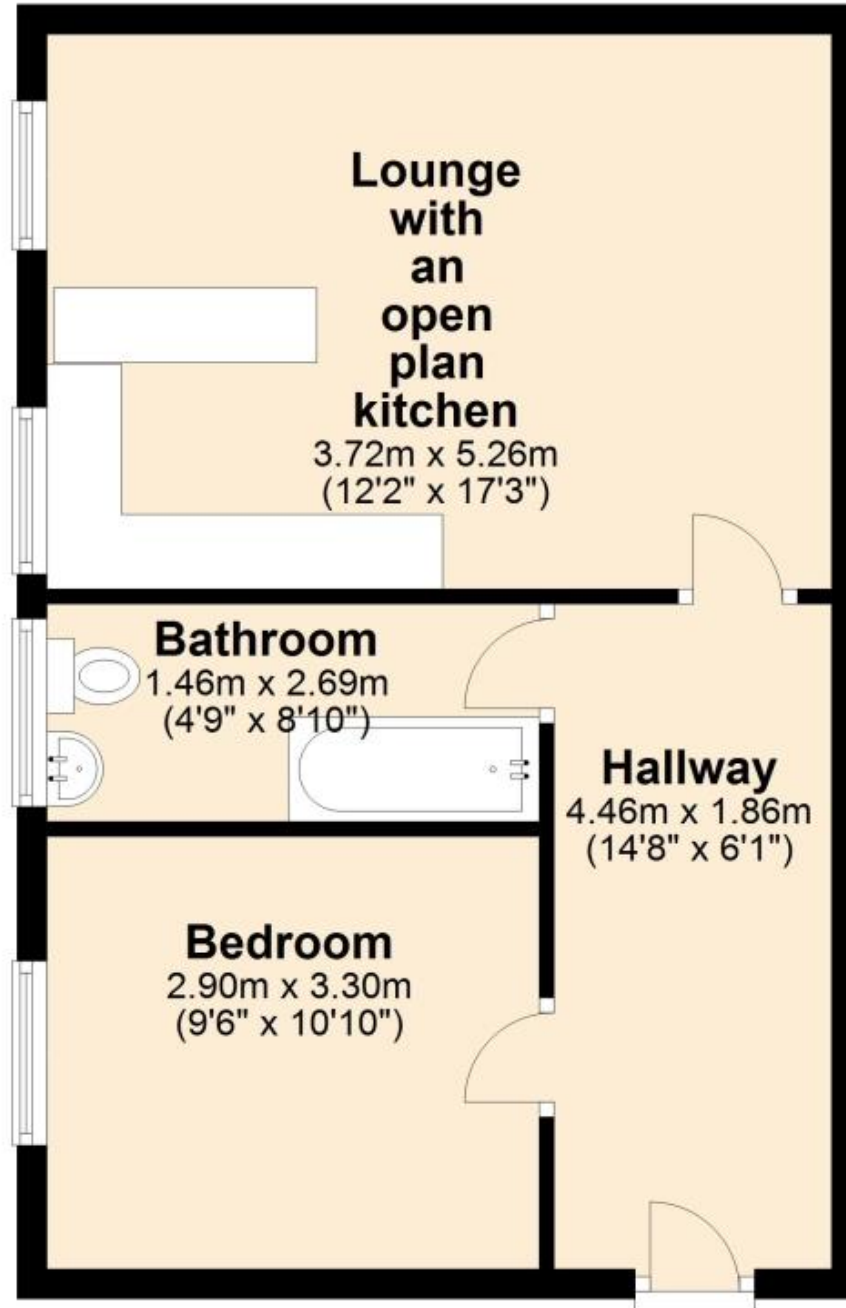 Lounge
with
an
open
plan
kitchen
3.72m x 5.26m
(12'2" x 17'3")
Bathroom
1.46m x 2.69m
(4'9" x 8'10")
Hallway
4.46m x 1.86m
(14'8" x 6'1")
Bedroom
2.90m x 3.30m
(9'6" x 10'10")